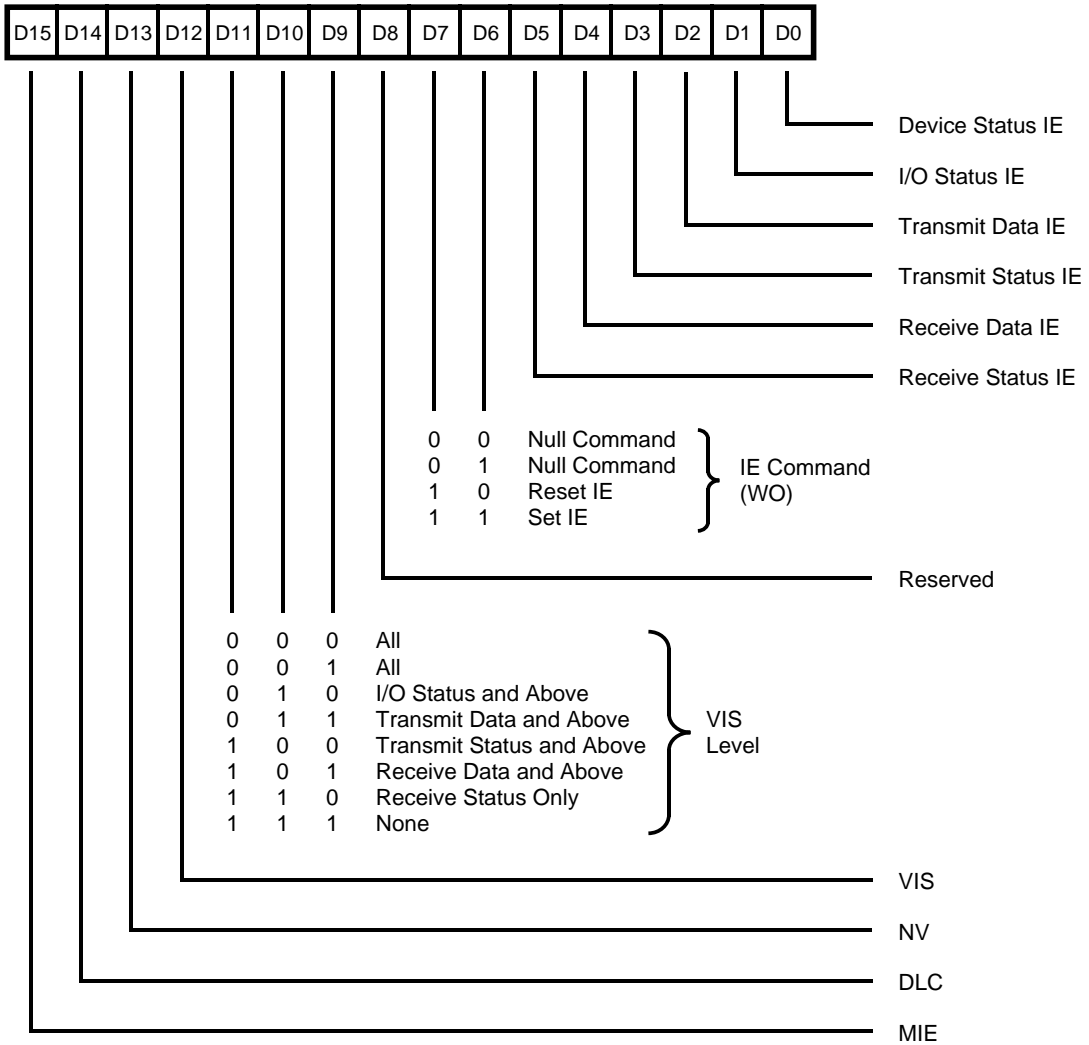 D15 D14 D13 D12 D11 D10 D9 D8 D7 D6 D5 D4 D3 D2 D1 D0
Device Status IE
I/O Status IE
Transmit Data IE
Transmit Status IE
Receive Data IE
Receive Status IE
0 0 Null Command
0 1 Null Command
1 0 Reset IE
1 1 Set IE
IE Command
(WO)
Reserved
0 0 0 All
0 0 1 All
0 1 0 I/O Status and Above
0 1 1 Transmit Data and Above
1 0 0 Transmit Status and Above
1 0 1 Receive Data and Above
1 1 0 Receive Status Only
1 1 1 None
VIS
Level
VIS
NV
DLC
MIE